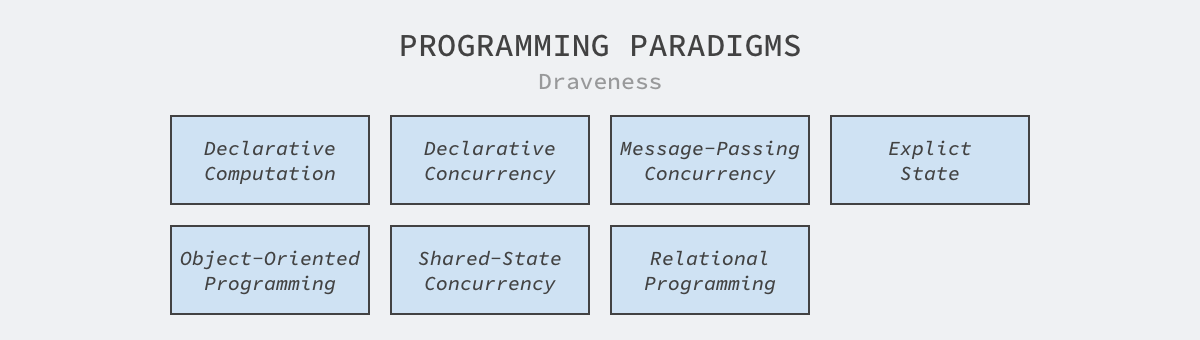 PROGRAMMING PARADIGMS
Draveness
Declarative
Computation
Declarative
Concurrency
Message-Passing
Concurrency
Explict
State
Object-Oriented
Programming
Shared-State
Concurrency
Relational
Programming